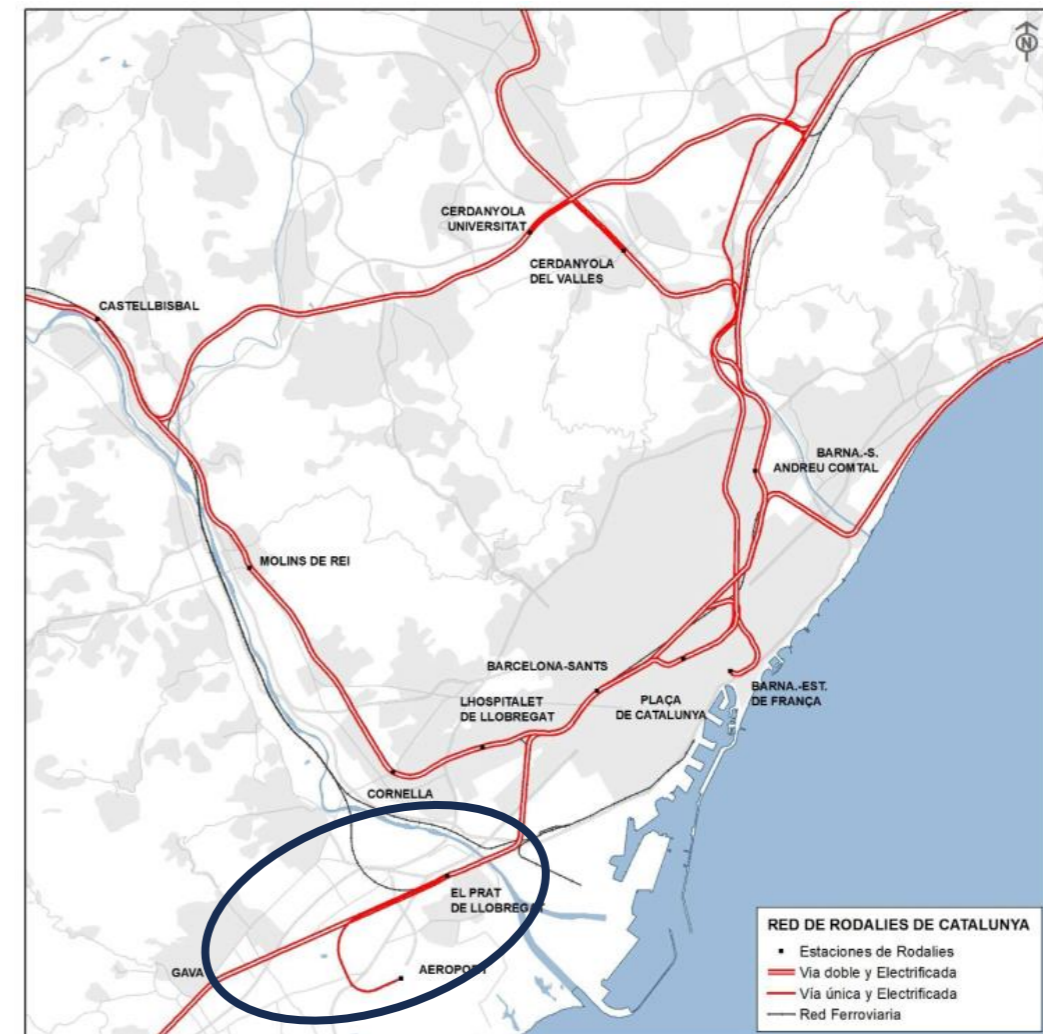 N
CERDANYOLA
UNIVERSITAT
CERDANYOLA
DEL VALLES
CASTELLBISBAL
BARNA.-S.
ANDREU COMTAL
MOLINS DE REI
BARCELONA-SANTS
PLAÇA
DE CATALUNYA
BARNA.-EST.
DE FRANÇA
LHOSPITALET
DE LLOBREGAT
CORNELLA
EL PRAT
DE LLOBREGAT
GAVA
AEROPORT
RED DE RODALIES DE CATALUNYA
Estaciones de Rodalies
Via doble y Electrificada
Vía única y Electrificada
Red Ferroviaria